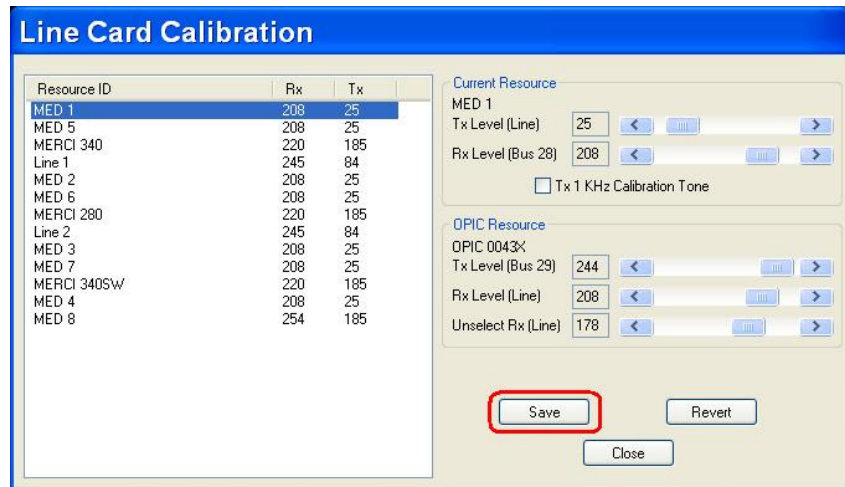 Line Card Calibration
Resource ID Rx Tx
MED 1 208 25
MED 5 208 25
MERCI 340 220 185
Line 1 245 84
MED 2 208 25
MED 6 208 25
MERCI 280 220 185
Line 2 245 84
MED 3 208 25
MED 7 208 25
MERCI 340SW 220 185
MED 4 208 25
MED 8 254 185
Current Resource
MED 1
Tx Level (Line) 25
Rx Level (Bus 28) 208
Tx 1 KHz Calibration Tone
OPIC Resource
OPIC 0043X
Tx Level (Bus 29) 244
Rx Level (Line) 208
Unselect Rx (Line) 178
Save Revert
Close